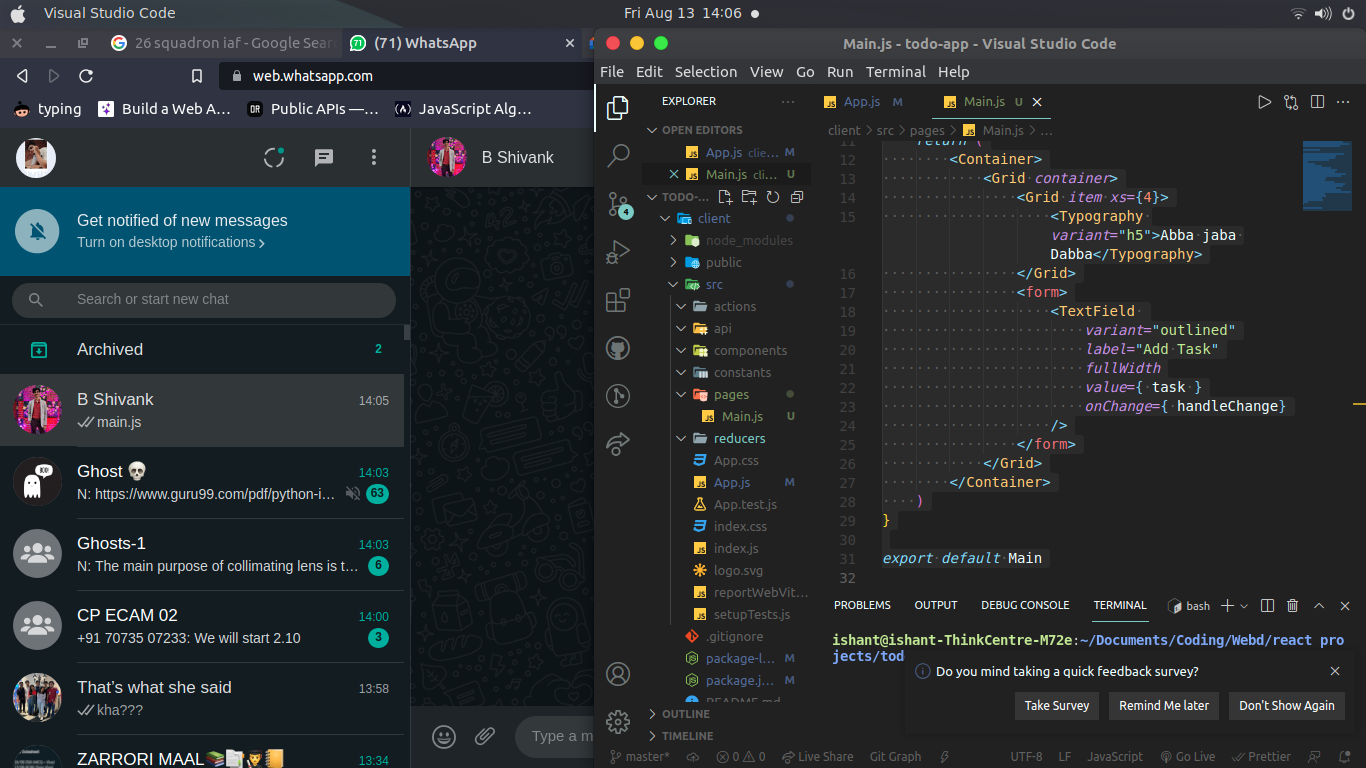 Visual Studio Code
Fri Aug 13 14:06
26 squadron iaf - Google Sear
(71) WhatsApp
web.whatsapp.com
typing
Build a Web A...
DR
Public APIs —...
JavaScript Alg...
B Shivank
Get notified of new messages
Turn on desktop notifications
Search or start new chat
Archived
2
B Shivank
14:05
main.js
Ghost
14:03
N: https://www.guru99.com/pdf/python-i...
63
Ghosts-1
14:03
N: The main purpose of collimating lens is t...
6
CP ECAM 02
14:00
+91 70735 07233: We will start 2.10
3
That's what she said
13:58
kha???
ZARRORI MAAL
13:34
Type a m
Main.js - todo-app - Visual Studio Code
File Edit Selection View Go Run Terminal Help
EXPLORER
OPEN EDITORS
App.js clie... M
Main.js cli... U
TODO-...
client
node_modules
public
src
actions
api
components
constants
pages
Main.js U
reducers
App.css
App.js M
App.test.js
index.css
index.js
logo.svg
reportWebVit...
setupTests.js
.gitignore
package-l... M
package.j... M
README.md
OUTLINE
TIMELINE
4
App.js M
Main.js U
client > src > pages > Main.js > ...
11 return (
12 <Container>
13 <Grid container>
14 <Grid item xs={4}>
15 <Typography
variant="h5">Abba jaba
Dabba</Typography>
16 </Grid>
17 <form>
18 <TextField
19 variant="outlined"
20 label="Add Task"
21 fullWidth
22 value={ task }
23 onChange={ handleChange}
24 />
25 </form>
26 </Grid>
27 </Container>
28 )
29 }
30
31 export default Main
32
PROBLEMS OUTPUT DEBUG CONSOLE TERMINAL
bash
ishant@ishant-ThinkCentre-M72e:~/Documents/Coding/Webd/react pro
jects/tod
Do you mind taking a quick feedback survey?
Take Survey
Remind Me later
Don't Show Again
master*
0 0
Live Share
Git Graph
UTF-8
LF
JavaScript
Go Live
Prettier